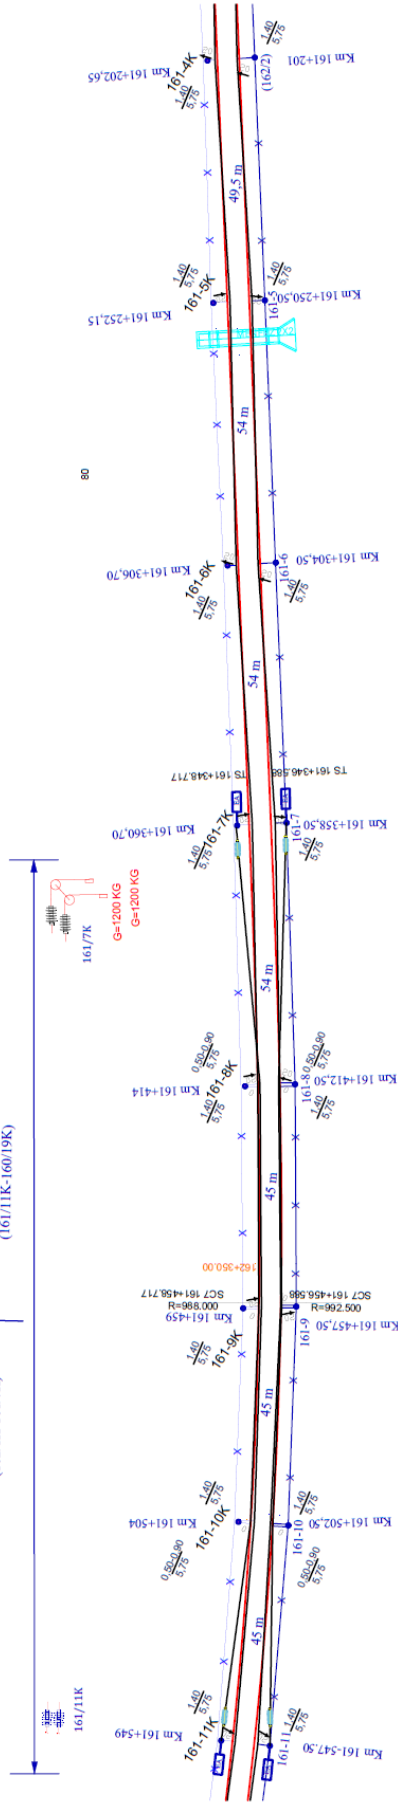 1.40
5,75
Km 161+202,65
161-4K
1.40
5,75
Km 161+201
(162/2)
49,5 m
1.40
5,75
161-5K
Km 161+252,15
1.40
5,75
Km 161+250,50
161-5
54 m
80
Km 161+306,70
161-6K
1.40
5,75
Km 161+304,50
161-6
1.40
5,75
54 m
TS 161+348.717
TS 161+346.588
Km 161+360,70
161-7K
1.40
5,75
Km 161+358,50
161-7
1.40
5,75
G=1200 KG
G=1200 KG
161/7K
54 m
0,50-0,90
5,75
Km 161+414
161-8K
1.40
5,75
0,50-0,90
5,75
Km 161+412,50
161-8
1.40
5,75
(161/11K-160/19K)
45 m
162+350.00
SC7 161+458.717
R=988.000
Km 161+459
SC7 161+456.588
R=992.500
Km 161+457,50
161-9
161-9K
1.40
5,75
45 m
1.40
5,75
Km 161+504
161-10K
0,50-0,90
5,75
1.40
5,75
Km 161+502,50
161-10
0,50-0,90
5,75
45 m
161/11K
1.40
5,75
Km 161+549
161-11K
1.40
5,75
Km 161-547.50
161-11